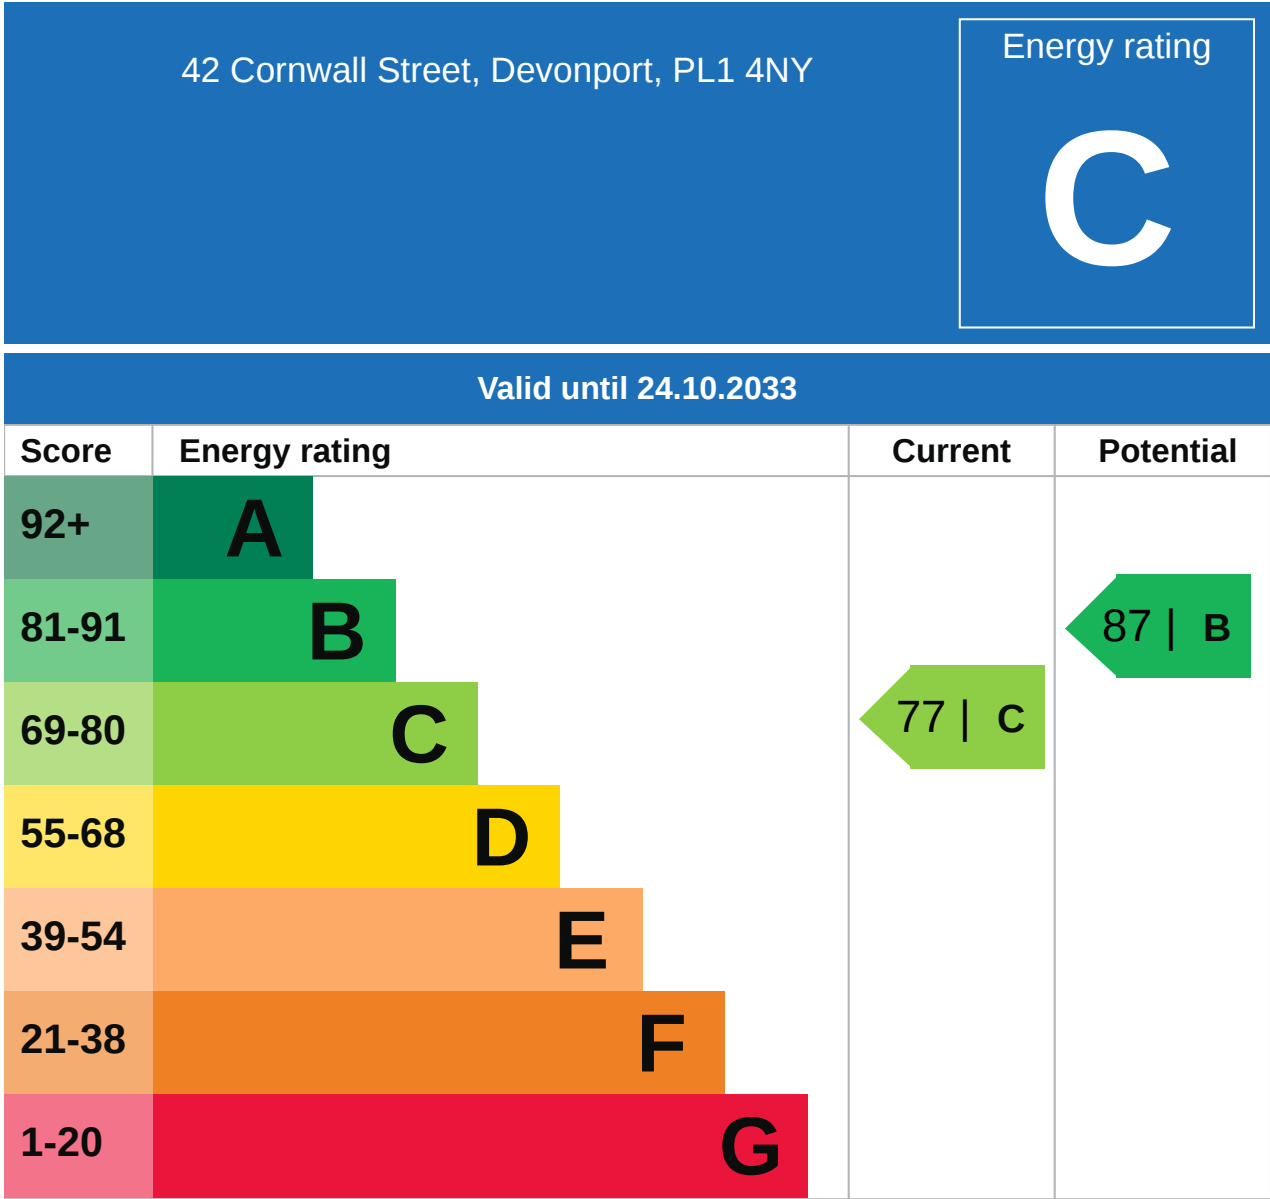 42 Cornwall Street, Devonport, PL1 4NY
Energy rating
C
Valid until 24.10.2033
Score Energy rating Current Potential
92+ A
81-91 B 87 | B
69-80 C 77 | C
55-68 D
39-54 E
21-38 F
1-20 G